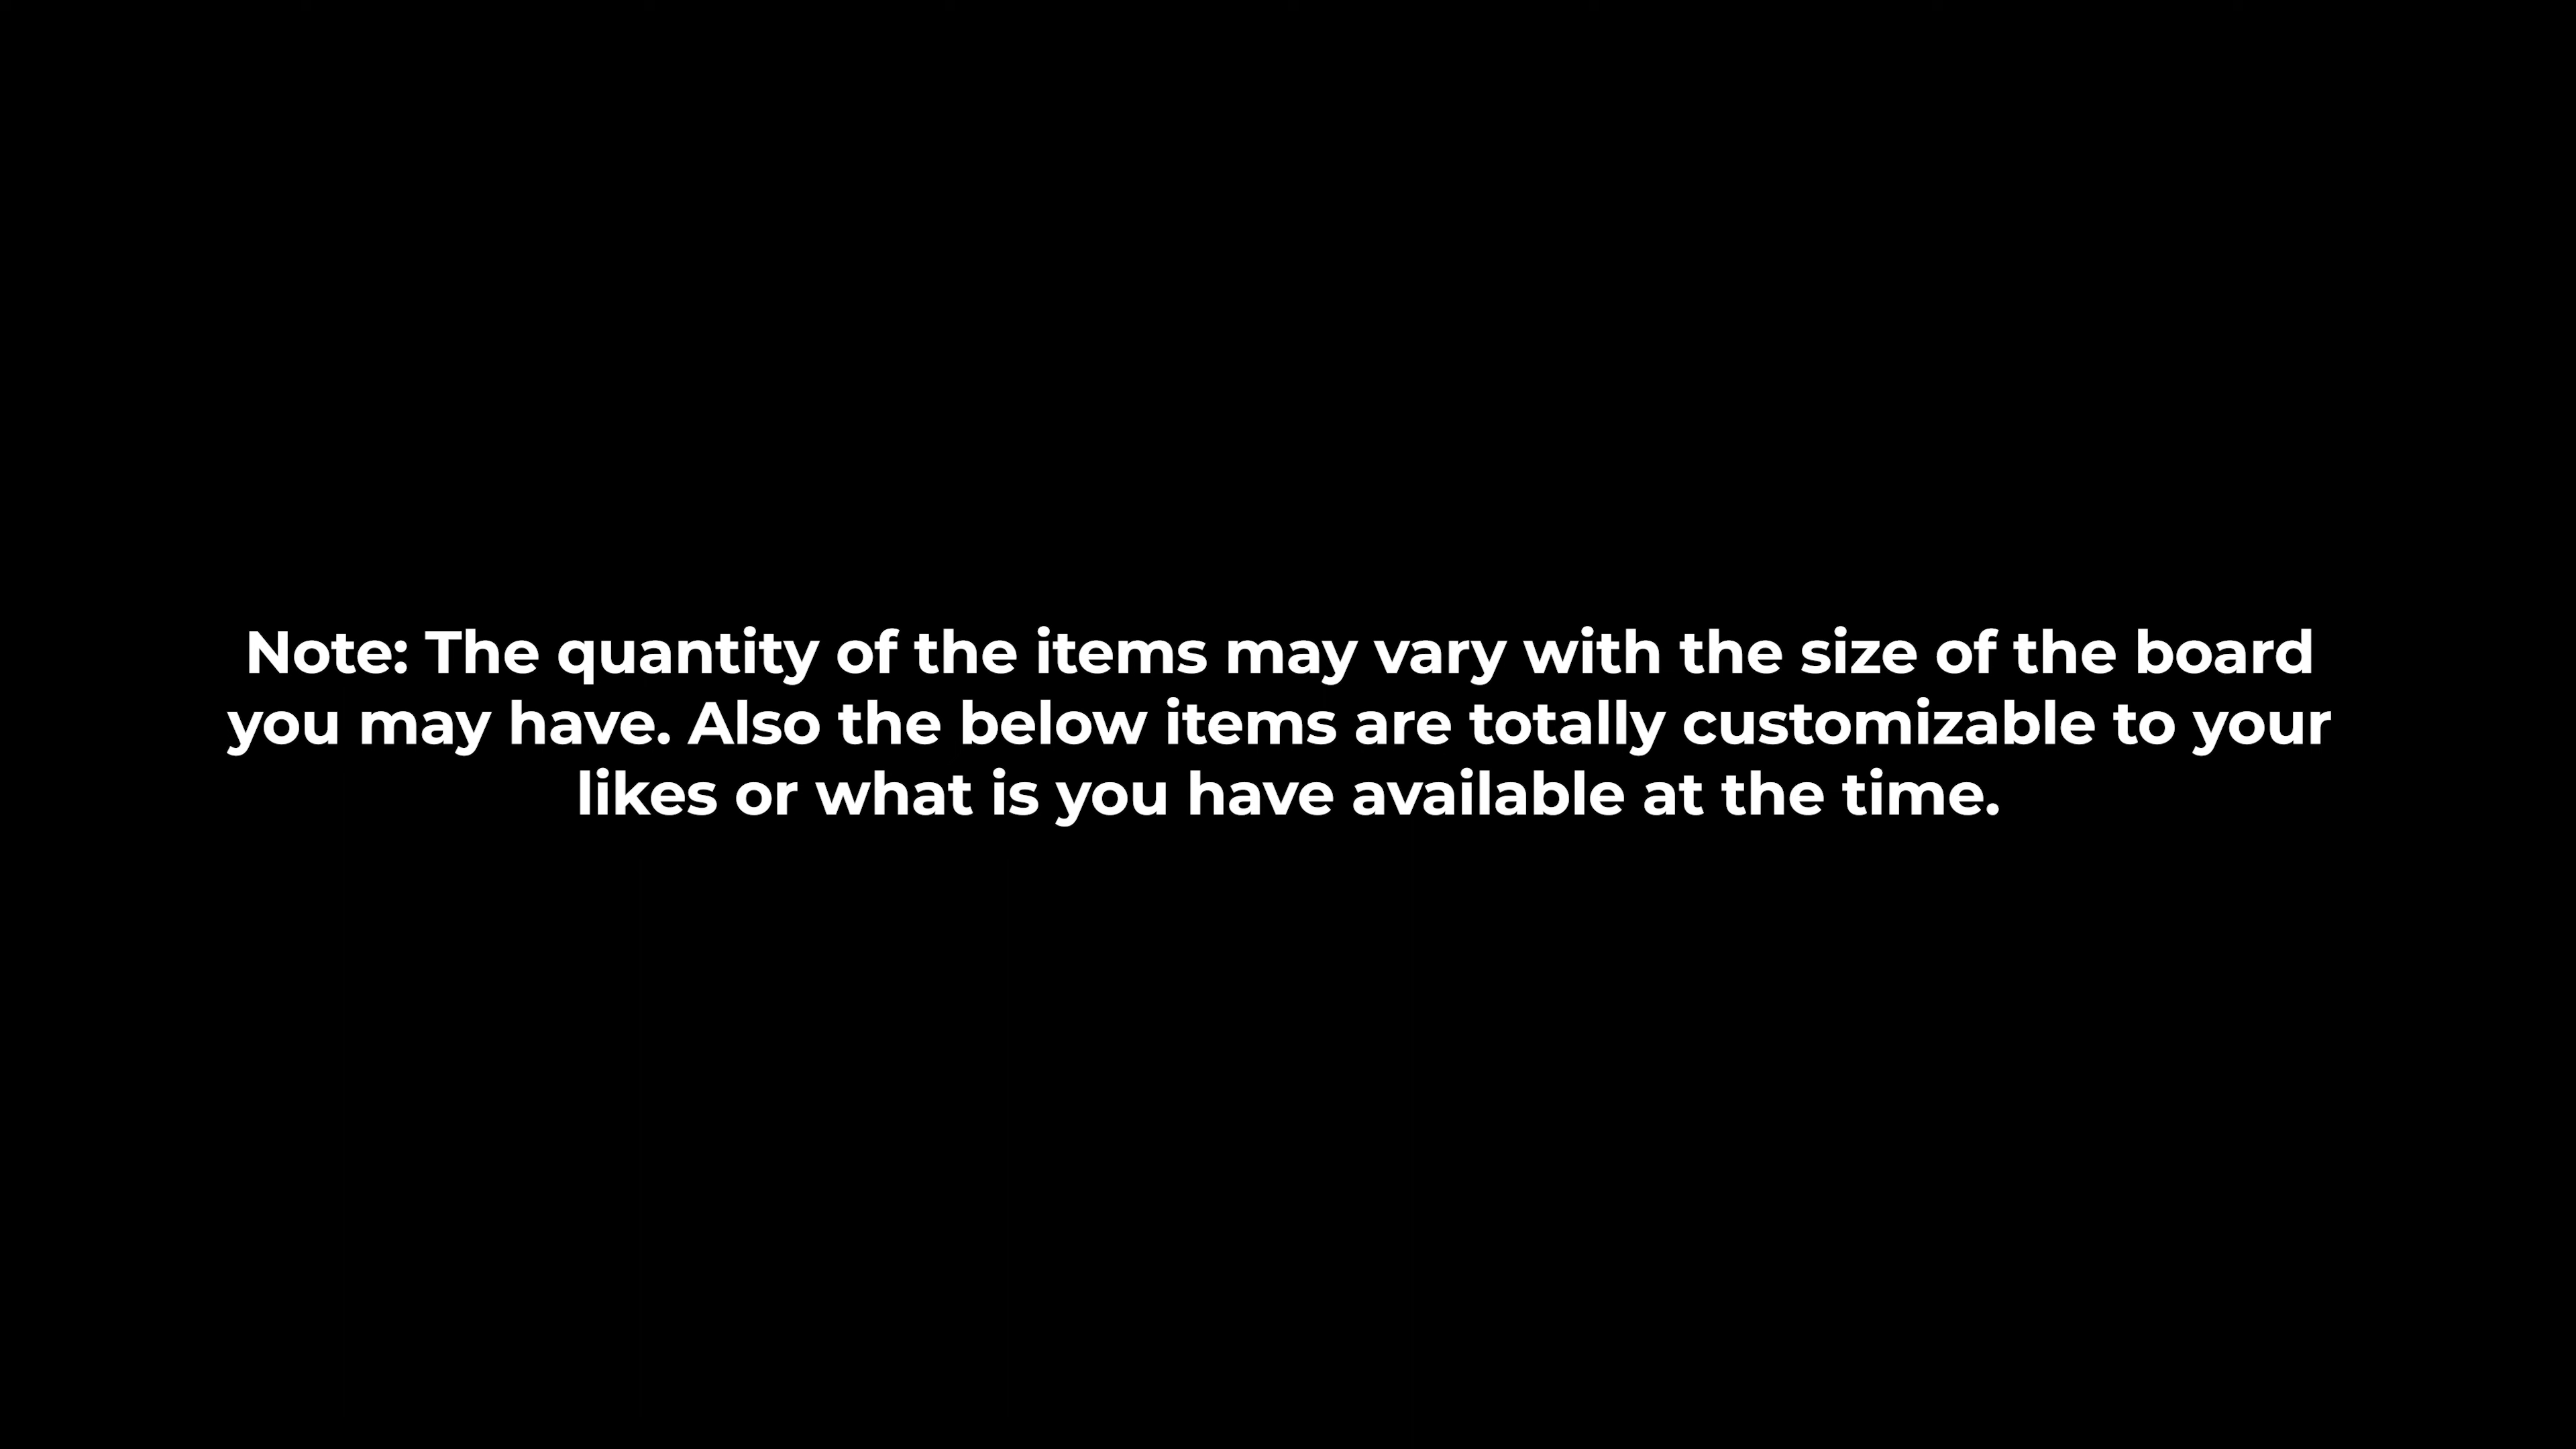 Note: The quantity of the items may vary with the size of the board
you may have. Also the below items are totally customizable to your
likes or what is you have available at the time.